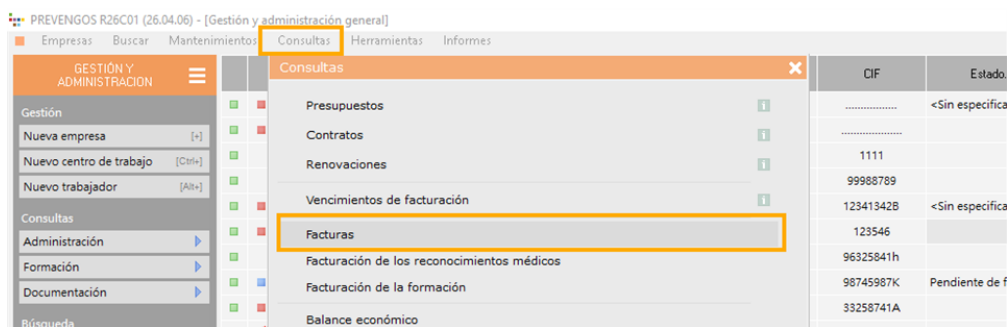 PREVENGOS R26C01 (26.04.06) - [Gestión y administración general]
Empresas Buscar Mantenimientos Consultas Herramientas Informes
GESTIÓN Y
ADMINISTRACION
Consultas
CIF
Estado.
Gestión
Nueva empresa [+]
Nuevo centro de trabajo [Ctrl+]
Nuevo trabajador [Alt+]
Consultas
Administración
Formación
Documentación
Búsqueda
Presupuestos
Contratos
Renovaciones
Vencimientos de facturación
Facturas
Facturación de los reconocimientos médicos
Facturación de la formación
Balance económico
................. <Sin especifica
....................
1111
99988789
12341342B <Sin especifica
123546
96325841h
98745987K Pendiente de f
33258741A